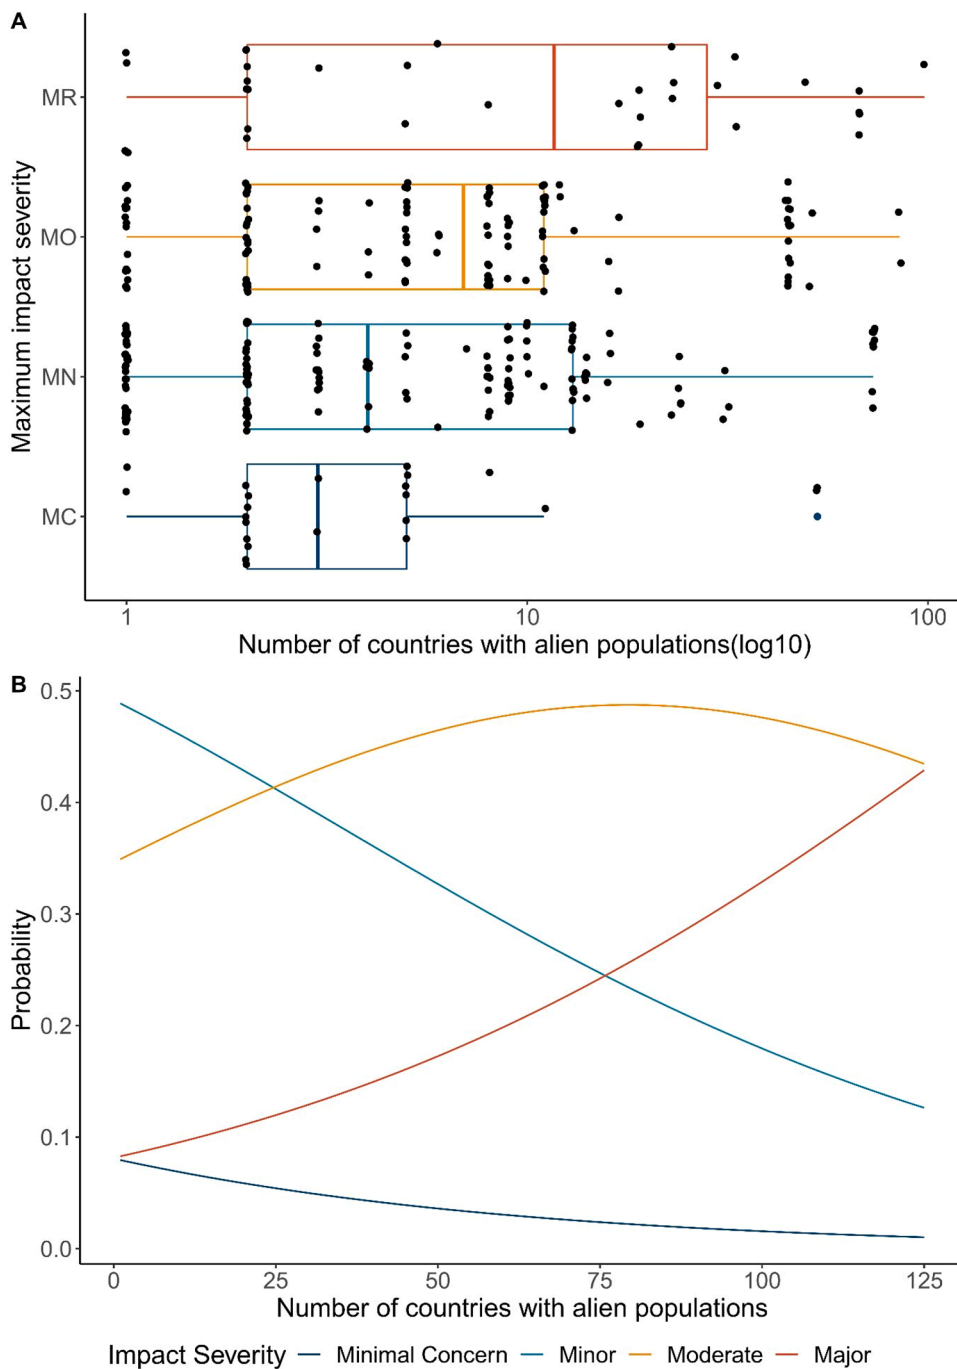 A
MR
MO
MN
MC
Maximum impact severity
1 10 100
Number of countries with alien populations(log10)
B
0.5
0.4
0.3
0.2
0.1
0.0
Probability
0 25 50 75 100 125
Number of countries with alien populations
Impact Severity Minimal Concern Minor Moderate Major